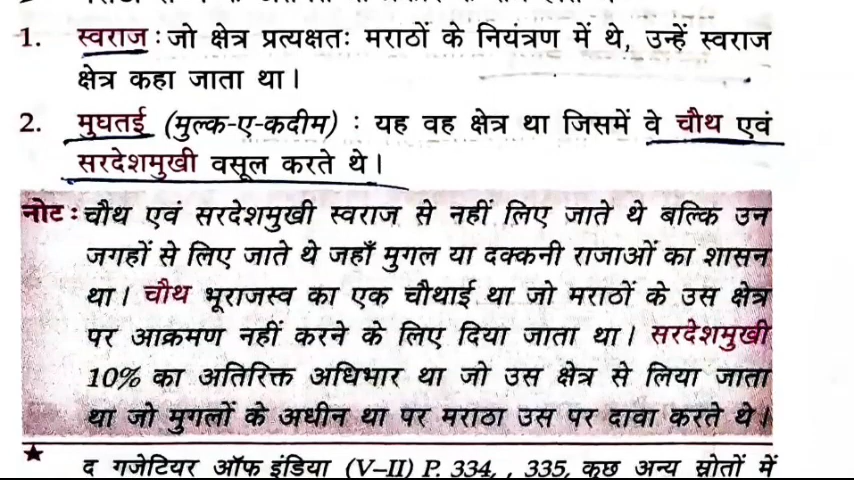 1. स्वराज : जो क्षेत्र प्रत्यक्षतः मराठों के नियंत्रण में थे, उन्हें स्वराज
क्षेत्र कहा जाता था।
2. मुघतई (मुल्क-ए-कदीम) : यह वह क्षेत्र था जिसमें वे चौथ एवं
सरदेशमुखी वसूल करते थे।
नोट : चौथ एवं सरदेशमुखी स्वराज से नहीं लिए जाते थे बल्कि उन
जगहों से लिए जाते थे जहाँ मुगल या दक्कनी राजाओं का शासन
था। चौथ भूराजस्व का एक चौथाई था जो मराठों के उस क्षेत्र
पर आक्रमण नहीं करने के लिए दिया जाता था। सरदेशमुखी
10% का अतिरिक्त अधिभार था जो उस क्षेत्र से लिया जाता
था जो मुगलों के अधीन था पर मराठा उस पर दावा करते थे।
★ द गजेटियर ऑफ इंडिया (V–II) P. 334, , 335, कुछ अन्य स्रोतों में